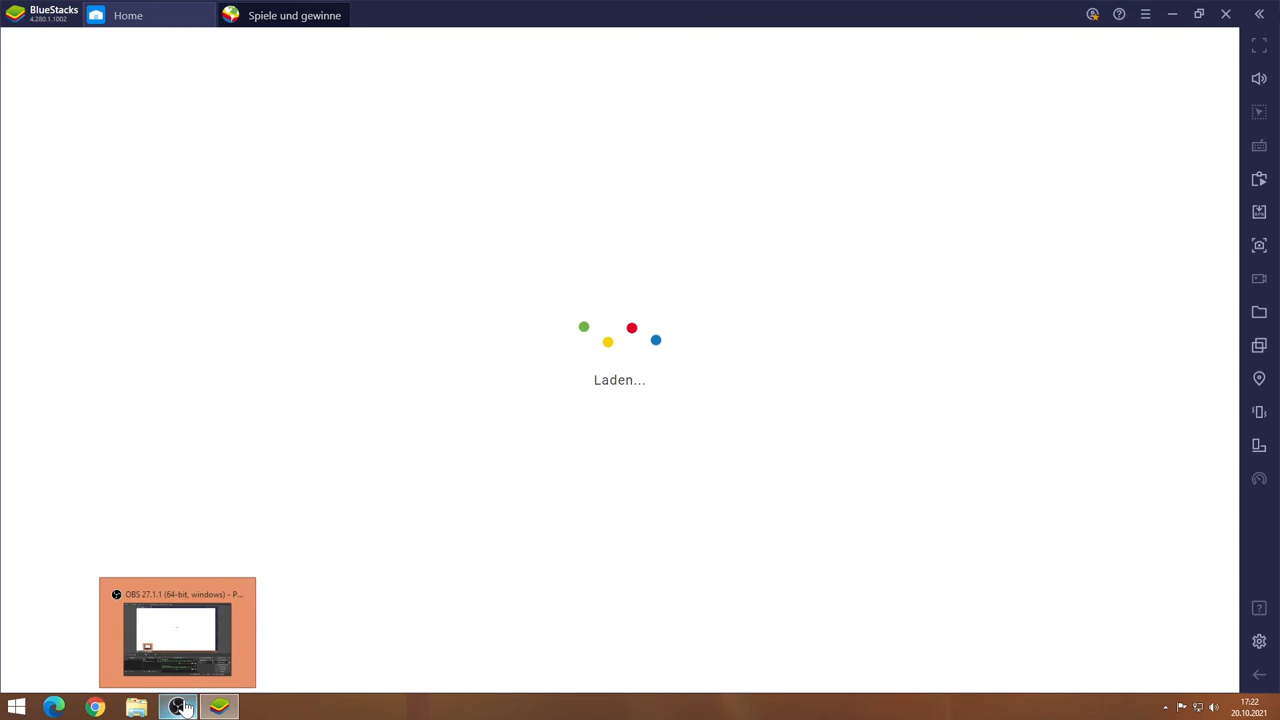 BlueStacks
4.280.1.1002
Home
Spiele und gewinne
Laden...
OBS 27.1.1 (64-bit, windows) - P...
17:22
20.10.2021